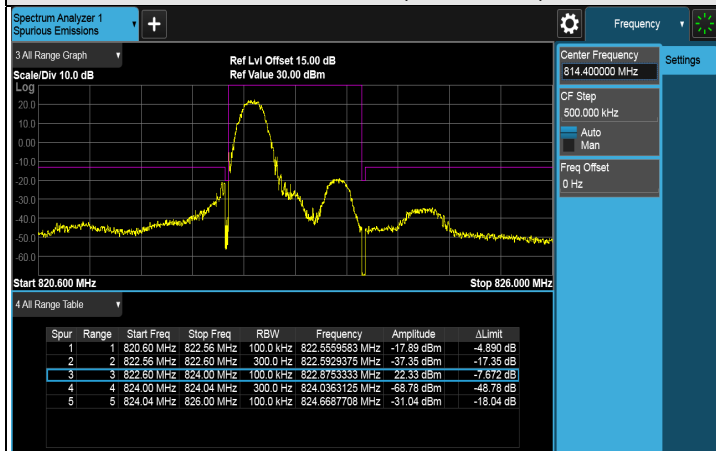 Spectrum Analyzer 1
Spurious Emissions
Frequency
3 All Range Graph
Ref Lvl Offset 15.00 dB
Scale/Div 10.0 dB
Ref Value 30.00 dBm
Log
20.0
10.0
0.00
-10.0
-20.0
-30.0
-40.0
-50.0
-60.0
Start 820.600 MHz
Stop 826.000 MHz
Center Frequency
814.400000 MHz
Settings
CF Step
500.000 kHz
Auto
Man
Freq Offset
0 Hz
4 All Range Table
Spur Range Start Freq Stop Freq RBW Frequency Amplitude ΔLimit
1 1 820.60 MHz 822.56 MHz 100.0 kHz 822.5559583 MHz -17.89 dBm -4.890 dB
2 2 822.56 MHz 822.60 MHz 300.0 Hz 822.5929375 MHz -37.35 dBm -17.35 dB
3 3 822.60 MHz 824.00 MHz 100.0 kHz 822.8753333 MHz 22.33 dBm -7.672 dB
4 4 824.00 MHz 824.04 MHz 300.0 Hz 824.0363125 MHz -68.78 dBm -48.78 dB
5 5 824.04 MHz 826.00 MHz 100.0 kHz 824.6687708 MHz -31.04 dBm -18.04 dB